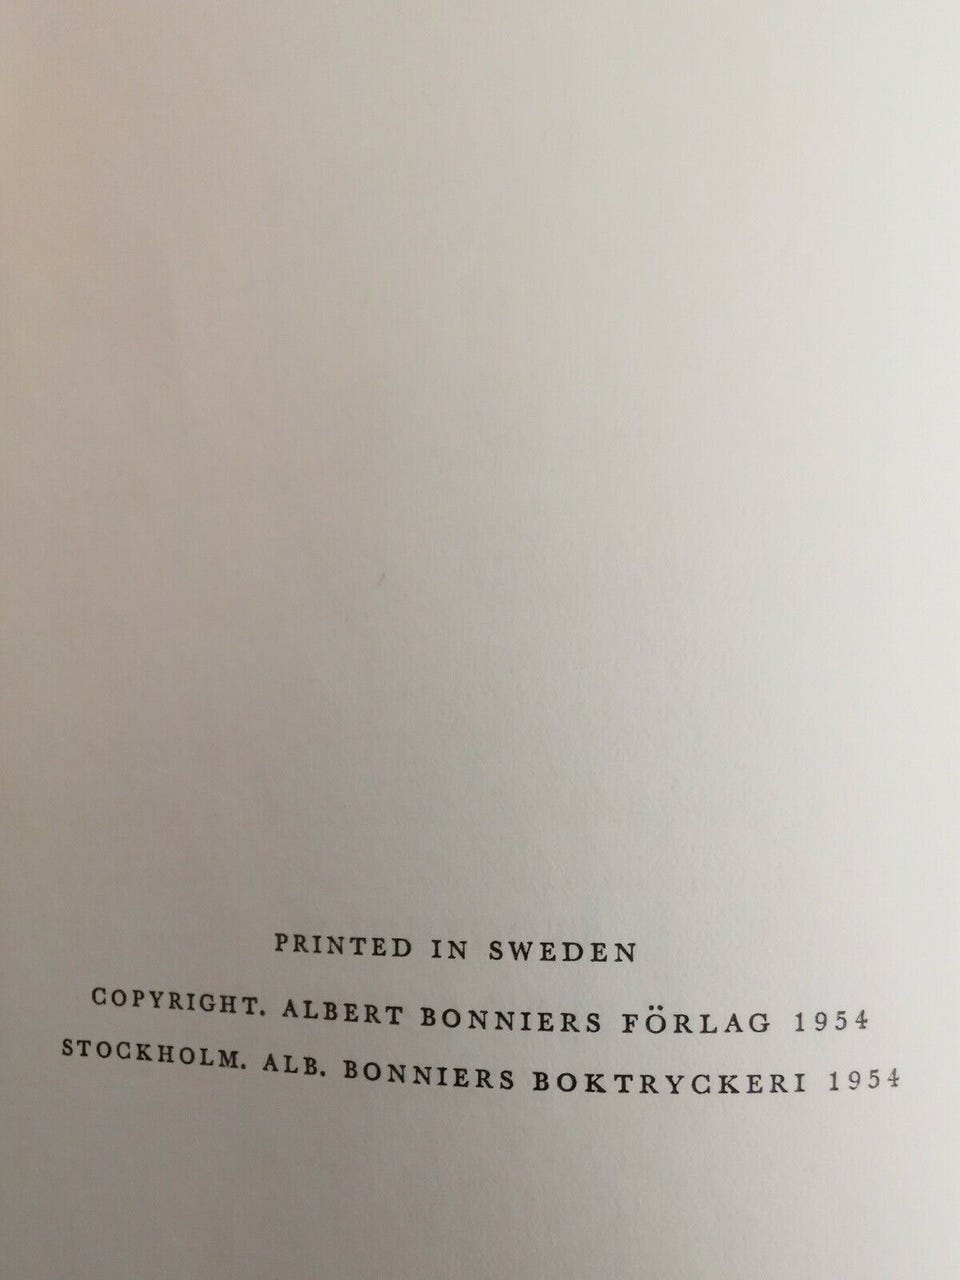 PRINTED IN SWEDEN
COPYRIGHT. ALBERT BONNIERS FÖRLAG 1954
STOCKHOLM. ALB. BONNIERS BOKTRYCKERI 1954